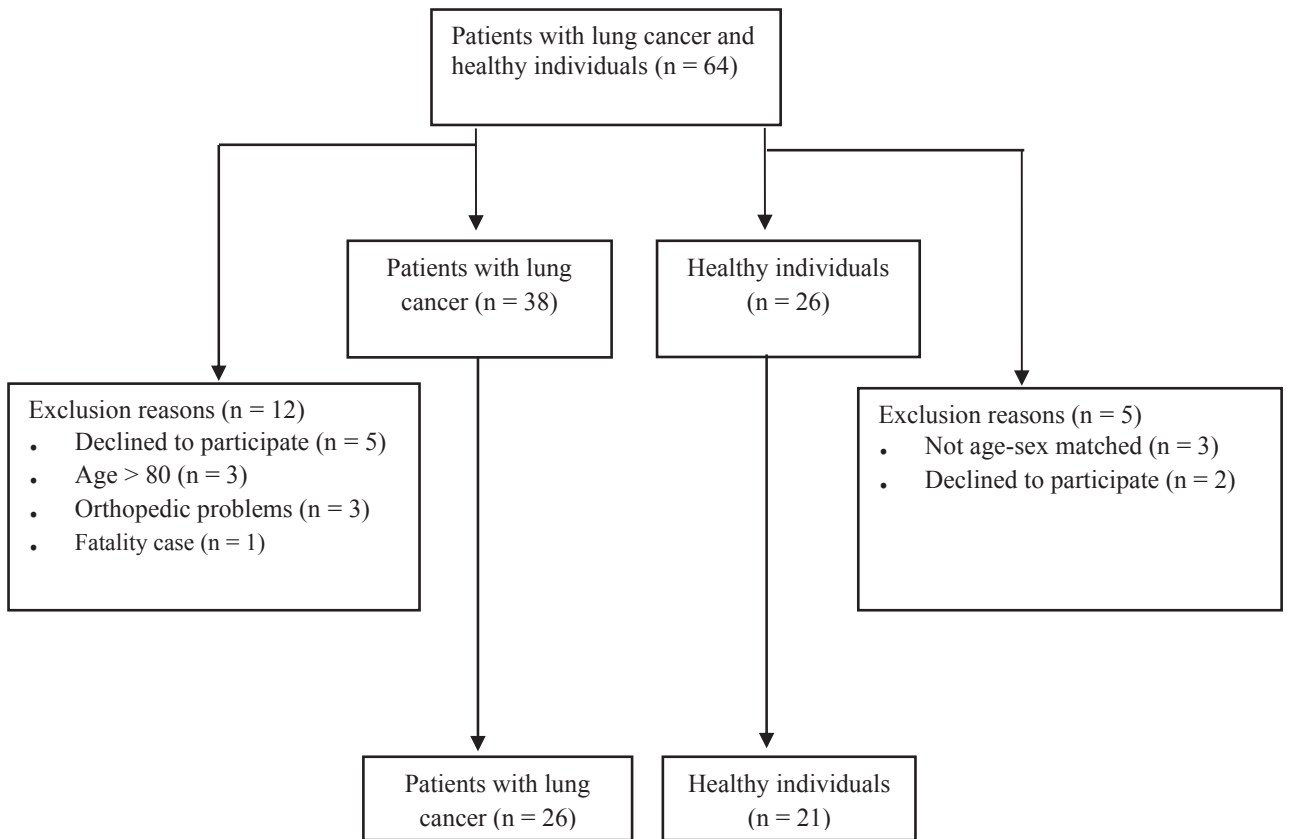 Patients with lung cancer and
healthy individuals (n = 64)
Patients with lung
cancer (n = 38)
Healthy individuals
(n = 26)
Exclusion reasons (n = 12)
• Declined to participate (n = 5)
• Age > 80 (n = 3)
• Orthopedic problems (n = 3)
• Fatality case (n = 1)
Exclusion reasons (n = 5)
• Not age-sex matched (n = 3)
• Declined to participate (n = 2)
Patients with lung
cancer (n = 26)
Healthy individuals
(n = 21)